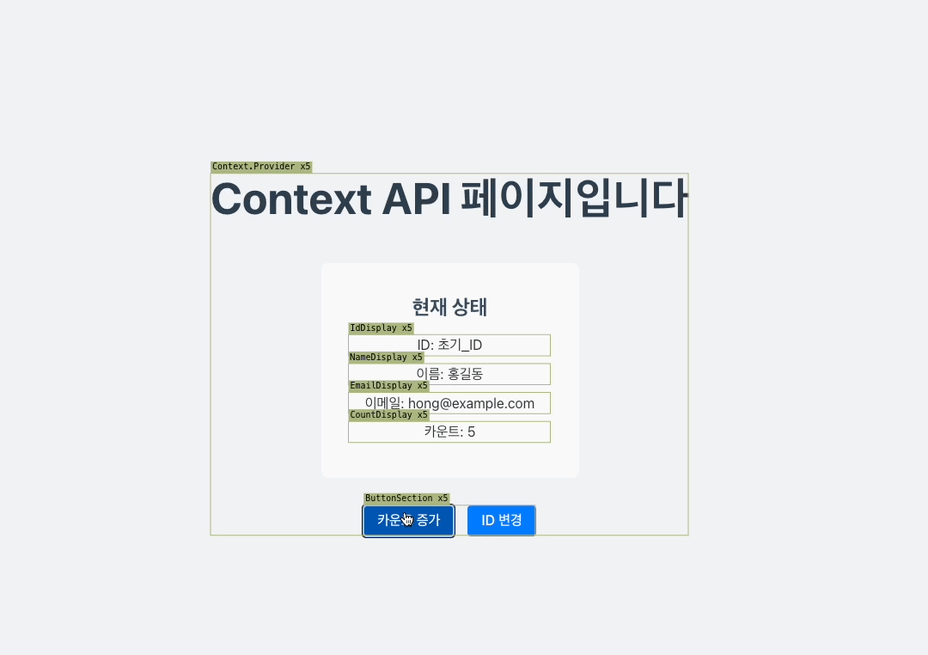 Context.Provider x5
Context API 페이지입니다
현재 상태
IdDisplay x5
ID: 초기_ID
NameDisplay x5
이름: 홍길동
EmailDisplay x5
이메일: hong@example.com
CountDisplay x5
카운트: 5
ButtonSection x5
카운트 증가
ID 변경